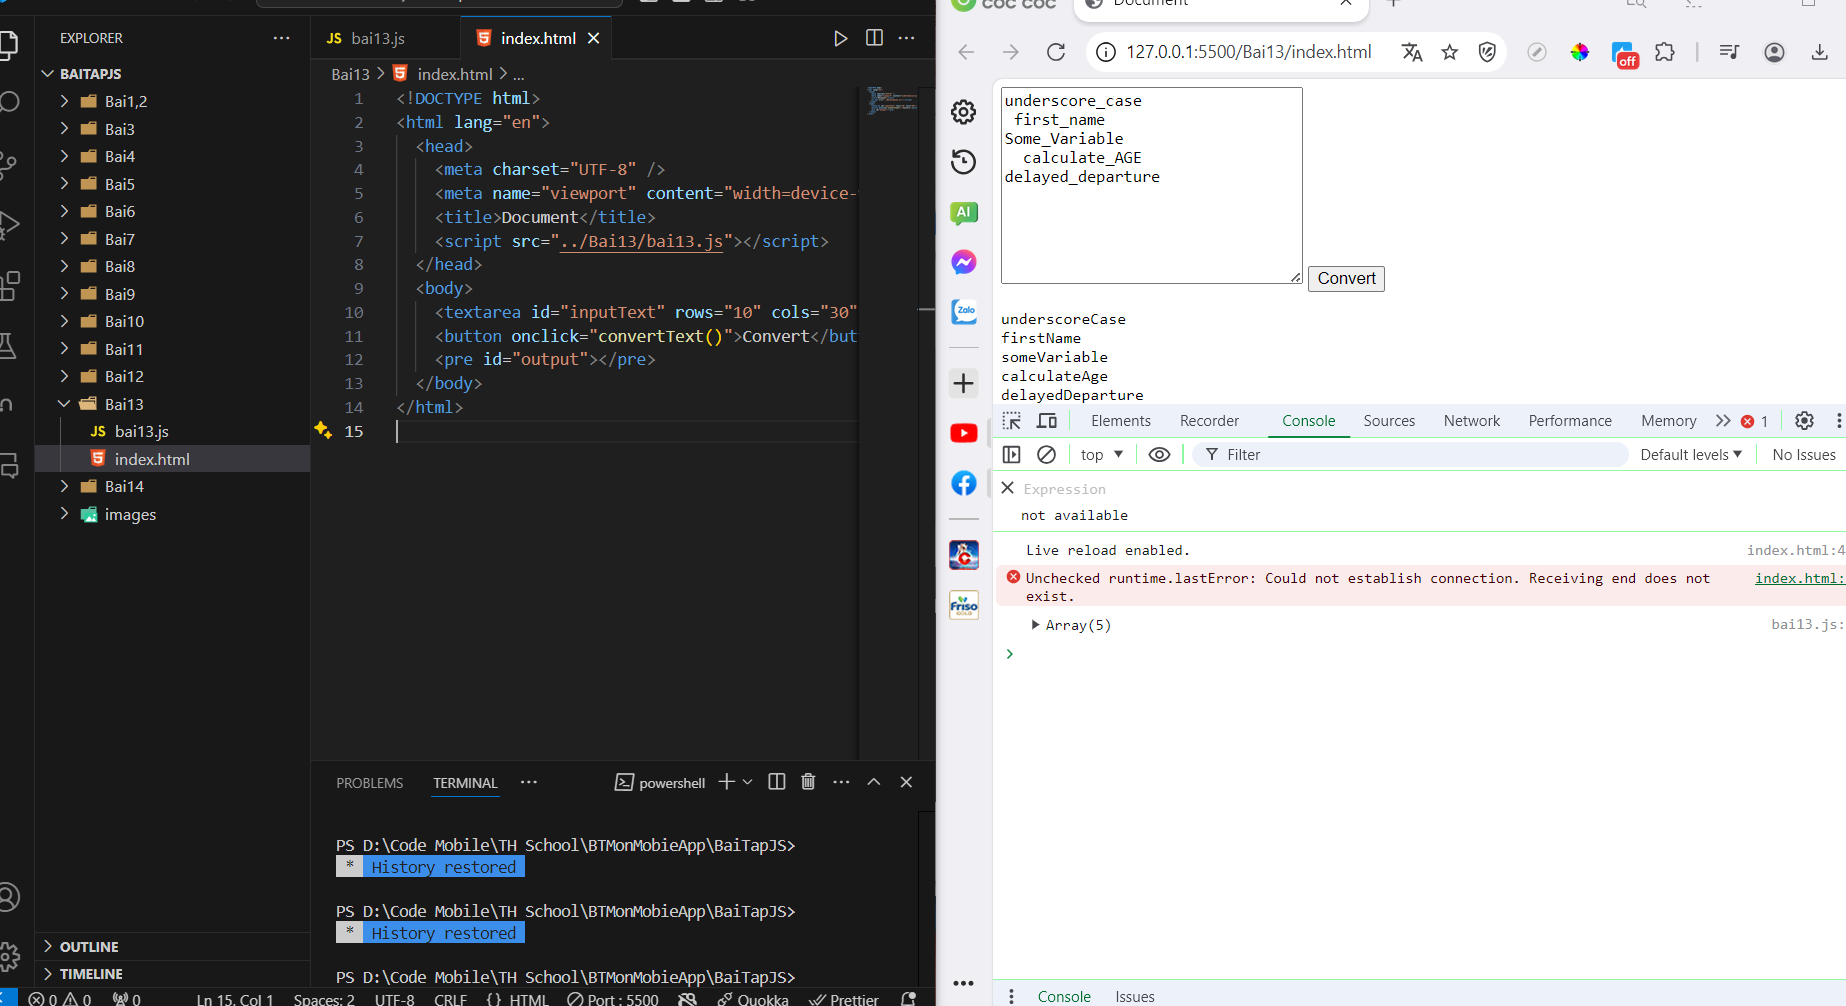 EXPLORER
BAITAPJS
Bai1,2
Bai3
Bai4
Bai5
Bai6
Bai7
Bai8
Bai9
Bai10
Bai11
Bai12
Bai13
JS bai13.js
index.html
Bai14
images
OUTLINE
TIMELINE
JS bai13.js
index.html
Bai13 > index.html > ...
1 <!DOCTYPE html>
2 <html lang="en">
3 <head>
4 <meta charset="UTF-8" />
5 <meta name="viewport" content="width=device-
6 <title>Document</title>
7 <script src="../Bai13/bai13.js"></script>
8 </head>
9 <body>
10 <textarea id="inputText" rows="10" cols="30"
11 <button onclick="convertText()">Convert</but
12 <pre id="output"></pre>
13 </body>
14 </html>
15
PROBLEMS TERMINAL
powershell
PS D:\Code Mobile\TH School\BTMonMobieApp\BaiTapJS>
* History restored
PS D:\Code Mobile\TH School\BTMonMobieApp\BaiTapJS>
* History restored
PS D:\Code Mobile\TH School\BTMonMobieApp\BaiTapJS>
0 0 0 Ln 15, Col 1 Spaces: 2 UTF-8 CRLF {} HTML Port : 5500 Quokka Prettier
coc coc Document
127.0.0.1:5500/Bai13/index.html
off
AI
Zalo
Friso
GOLD
underscore_case
first_name
Some_Variable
calculate_AGE
delayed_departure
Convert
underscoreCase
firstName
someVariable
calculateAge
delayedDeparture
Elements Recorder Console Sources Network Performance Memory 1
top Filter Default levels No Issues
Expression
not available
Live reload enabled. index.html:4
Unchecked runtime.lastError: Could not establish connection. Receiving end does not index.html:
exist.
Array(5) bai13.js:
Console Issues